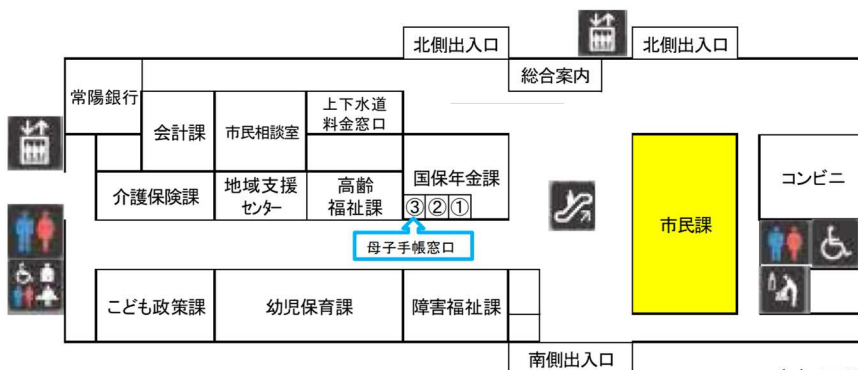 北側出入口
北側出入口
総合案内
常陽銀行
会計課
市民相談室
上下水道
料金窓口
国保年金課
コンビニ
介護保険課
地域支援
センター
高齢
福祉課
③②①
市民課
母子手帳窓口
こども政策課
幼児保育課
障害福祉課
南側出入口